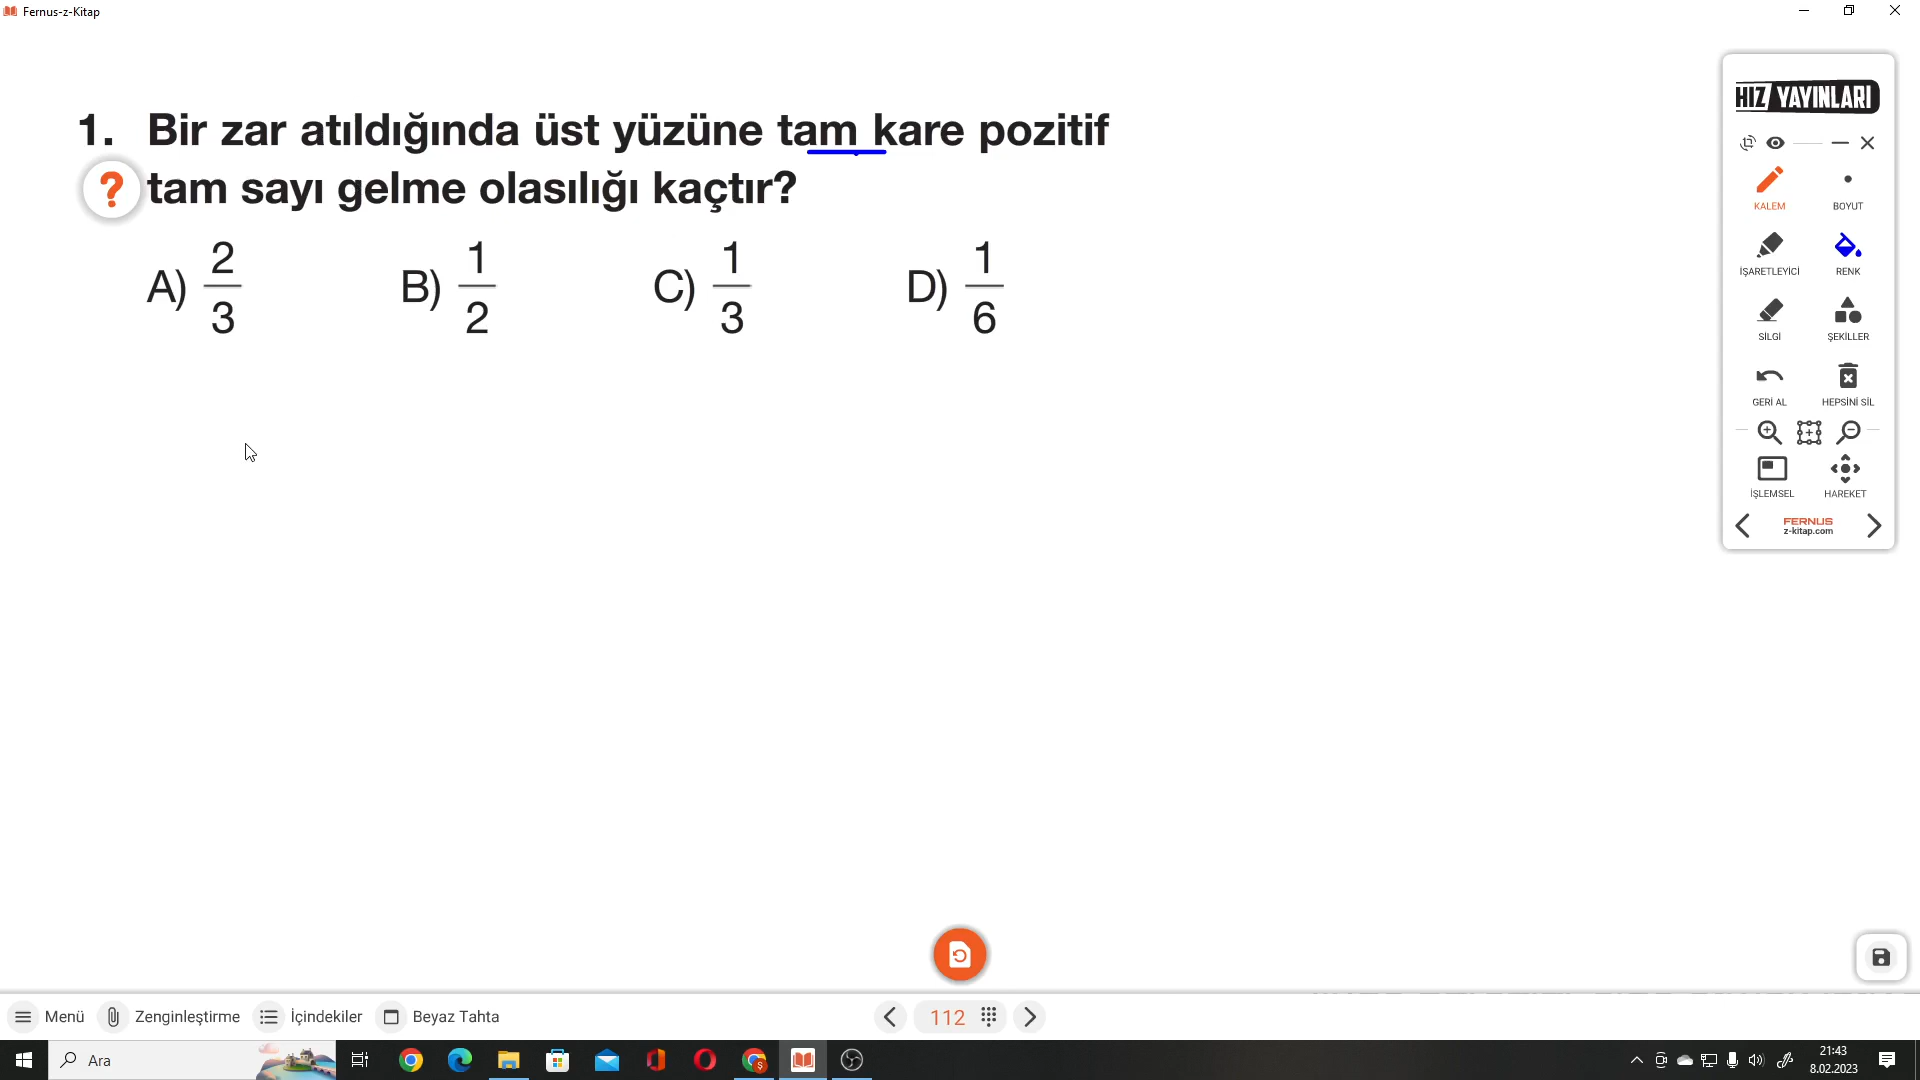 Fernus-z-Kitap
1. Bir zar atıldığında üst yüzüne tam kare pozitif
? tam sayı gelme olasılığı kaçtır?
A) 2/3 B) 1/2 C) 1/3 D) 1/6
HIZ YAYINLARI
KALEM BOYUT
İŞARETLEYİCİ RENK
SİLGİ ŞEKİLLER
GERİ AL HEPSİNİ SİL
İŞLEMSEL HAREKET
FERNUS
z-kitap.com
Menü Zenginleştirme İçindekiler Beyaz Tahta 112
Ara
21:43
8.02.2023